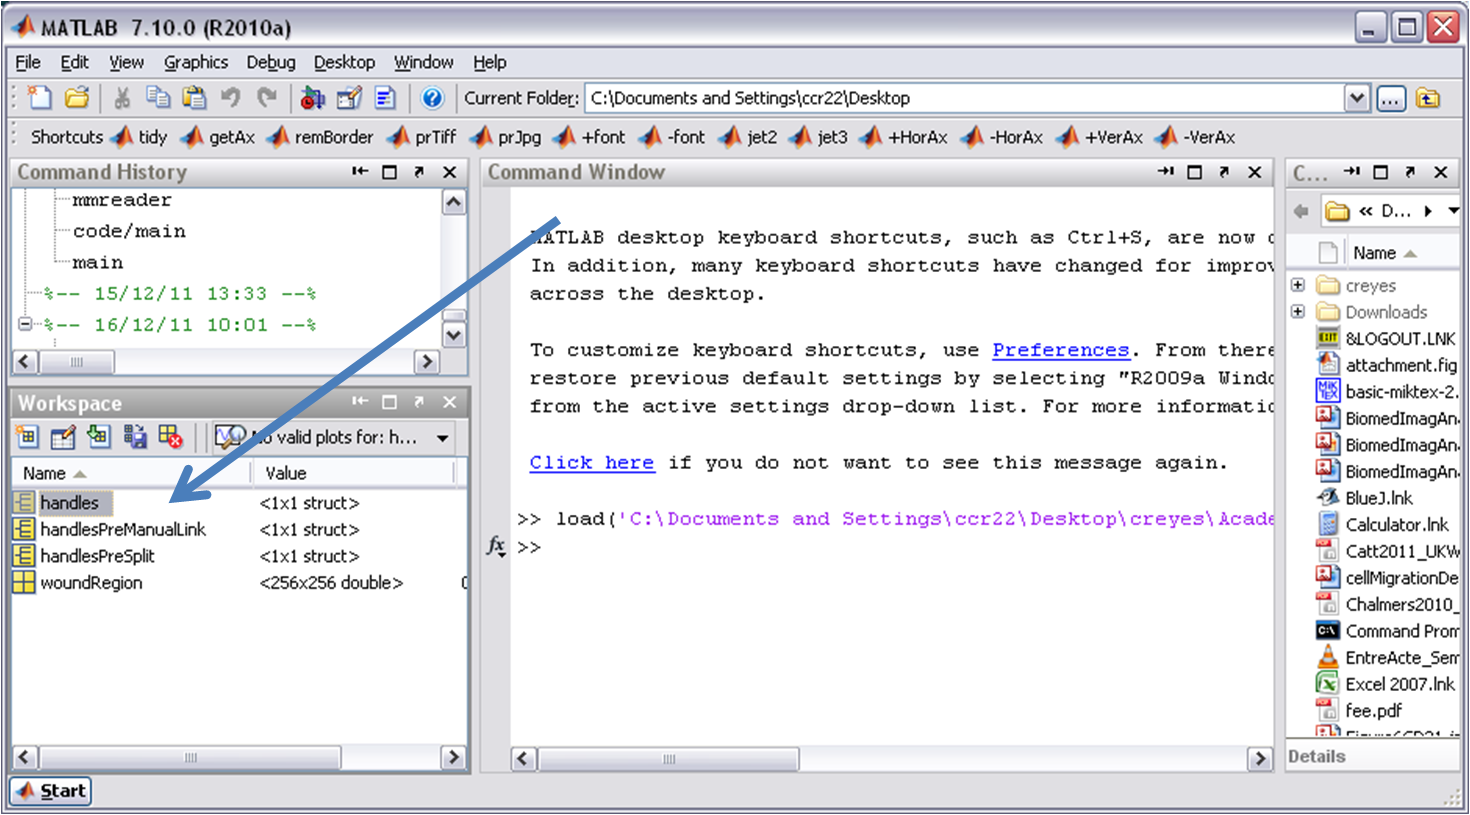 MATLAB 7.10.0 (R2010a)
File Edit View Graphics Debug Desktop Window Help
Current Folder: C:\Documents and Settings\ccr22\Desktop
Shortcuts tidy getAx remBorder prTiff prJpg +font -font jet2 jet3 +HorAx -HorAx +VerAx -VerAx
Command History
mmreader
code/main
main
%-- 15/12/11 13:33 --%
%-- 16/12/11 10:01 --%
Workspace
No valid plots for: h...
Name Value
handles <1x1 struct>
handlesPreManualLink <1x1 struct>
handlesPreSplit <1x1 struct>
woundRegion <256x256 double>
Command Window
MATLAB desktop keyboard shortcuts, such as Ctrl+S, are now
In addition, many keyboard shortcuts have changed for improv
across the desktop.
To customize keyboard shortcuts, use Preferences. From there
restore previous default settings by selecting "R2009a Windo
from the active settings drop-down list. For more informatio
Click here if you do not want to see this message again.
>> load('C:\Documents and Settings\ccr22\Desktop\creyes\Acade
fx >>
C...
« D...
Name
creyes
Downloads
&LOGOUT.LNK
attachment.fig
basic-miktex-2.
BiomedImagAn
BiomedImagAn
BiomedImagAn
BlueJ.lnk
Calculator.lnk
Catt2011_UKW
cellMigrationDe
Chalmers2010_
Command Prom
EntreActe_Sem
Excel 2007.lnk
fee.pdf
Details
Start